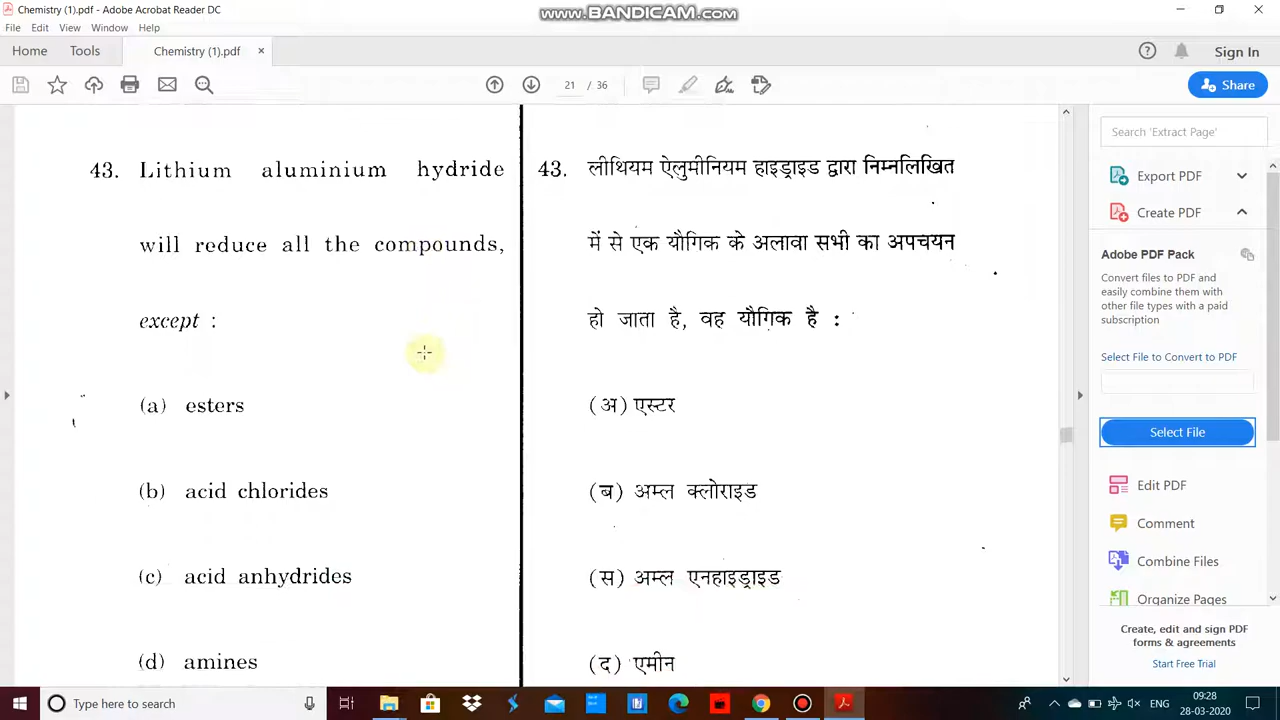 Chemistry (1).pdf - Adobe Acrobat Reader DC
www.BANDICAM.com
File Edit View Window Help
Home Tools Chemistry (1).pdf × Sign In
21 / 36 Share
43. Lithium aluminium hydride
will reduce all the compounds,
except :
(a) esters
(b) acid chlorides
(c) acid anhydrides
(d) amines
43. लीथियम ऐलुमीनियम हाइड्राइड द्वारा निम्नलिखित
में से एक यौगिक के अलावा सभी का अपचयन
हो जाता है, वह यौगिक है :
(अ) एस्टर
(ब) अम्ल क्लोराइड
(स) अम्ल एनहाइड्राइड
(द) एमीन
Search 'Extract Page'
Export PDF
Create PDF
Adobe PDF Pack
Convert files to PDF and
easily combine them with
other file types with a paid
subscription
Select File to Convert to PDF
Select File
Edit PDF
Comment
Combine Files
Organize Pages
Create, edit and sign PDF
forms & agreements
Start Free Trial
Type here to search
ENG
09:28
28-03-2020